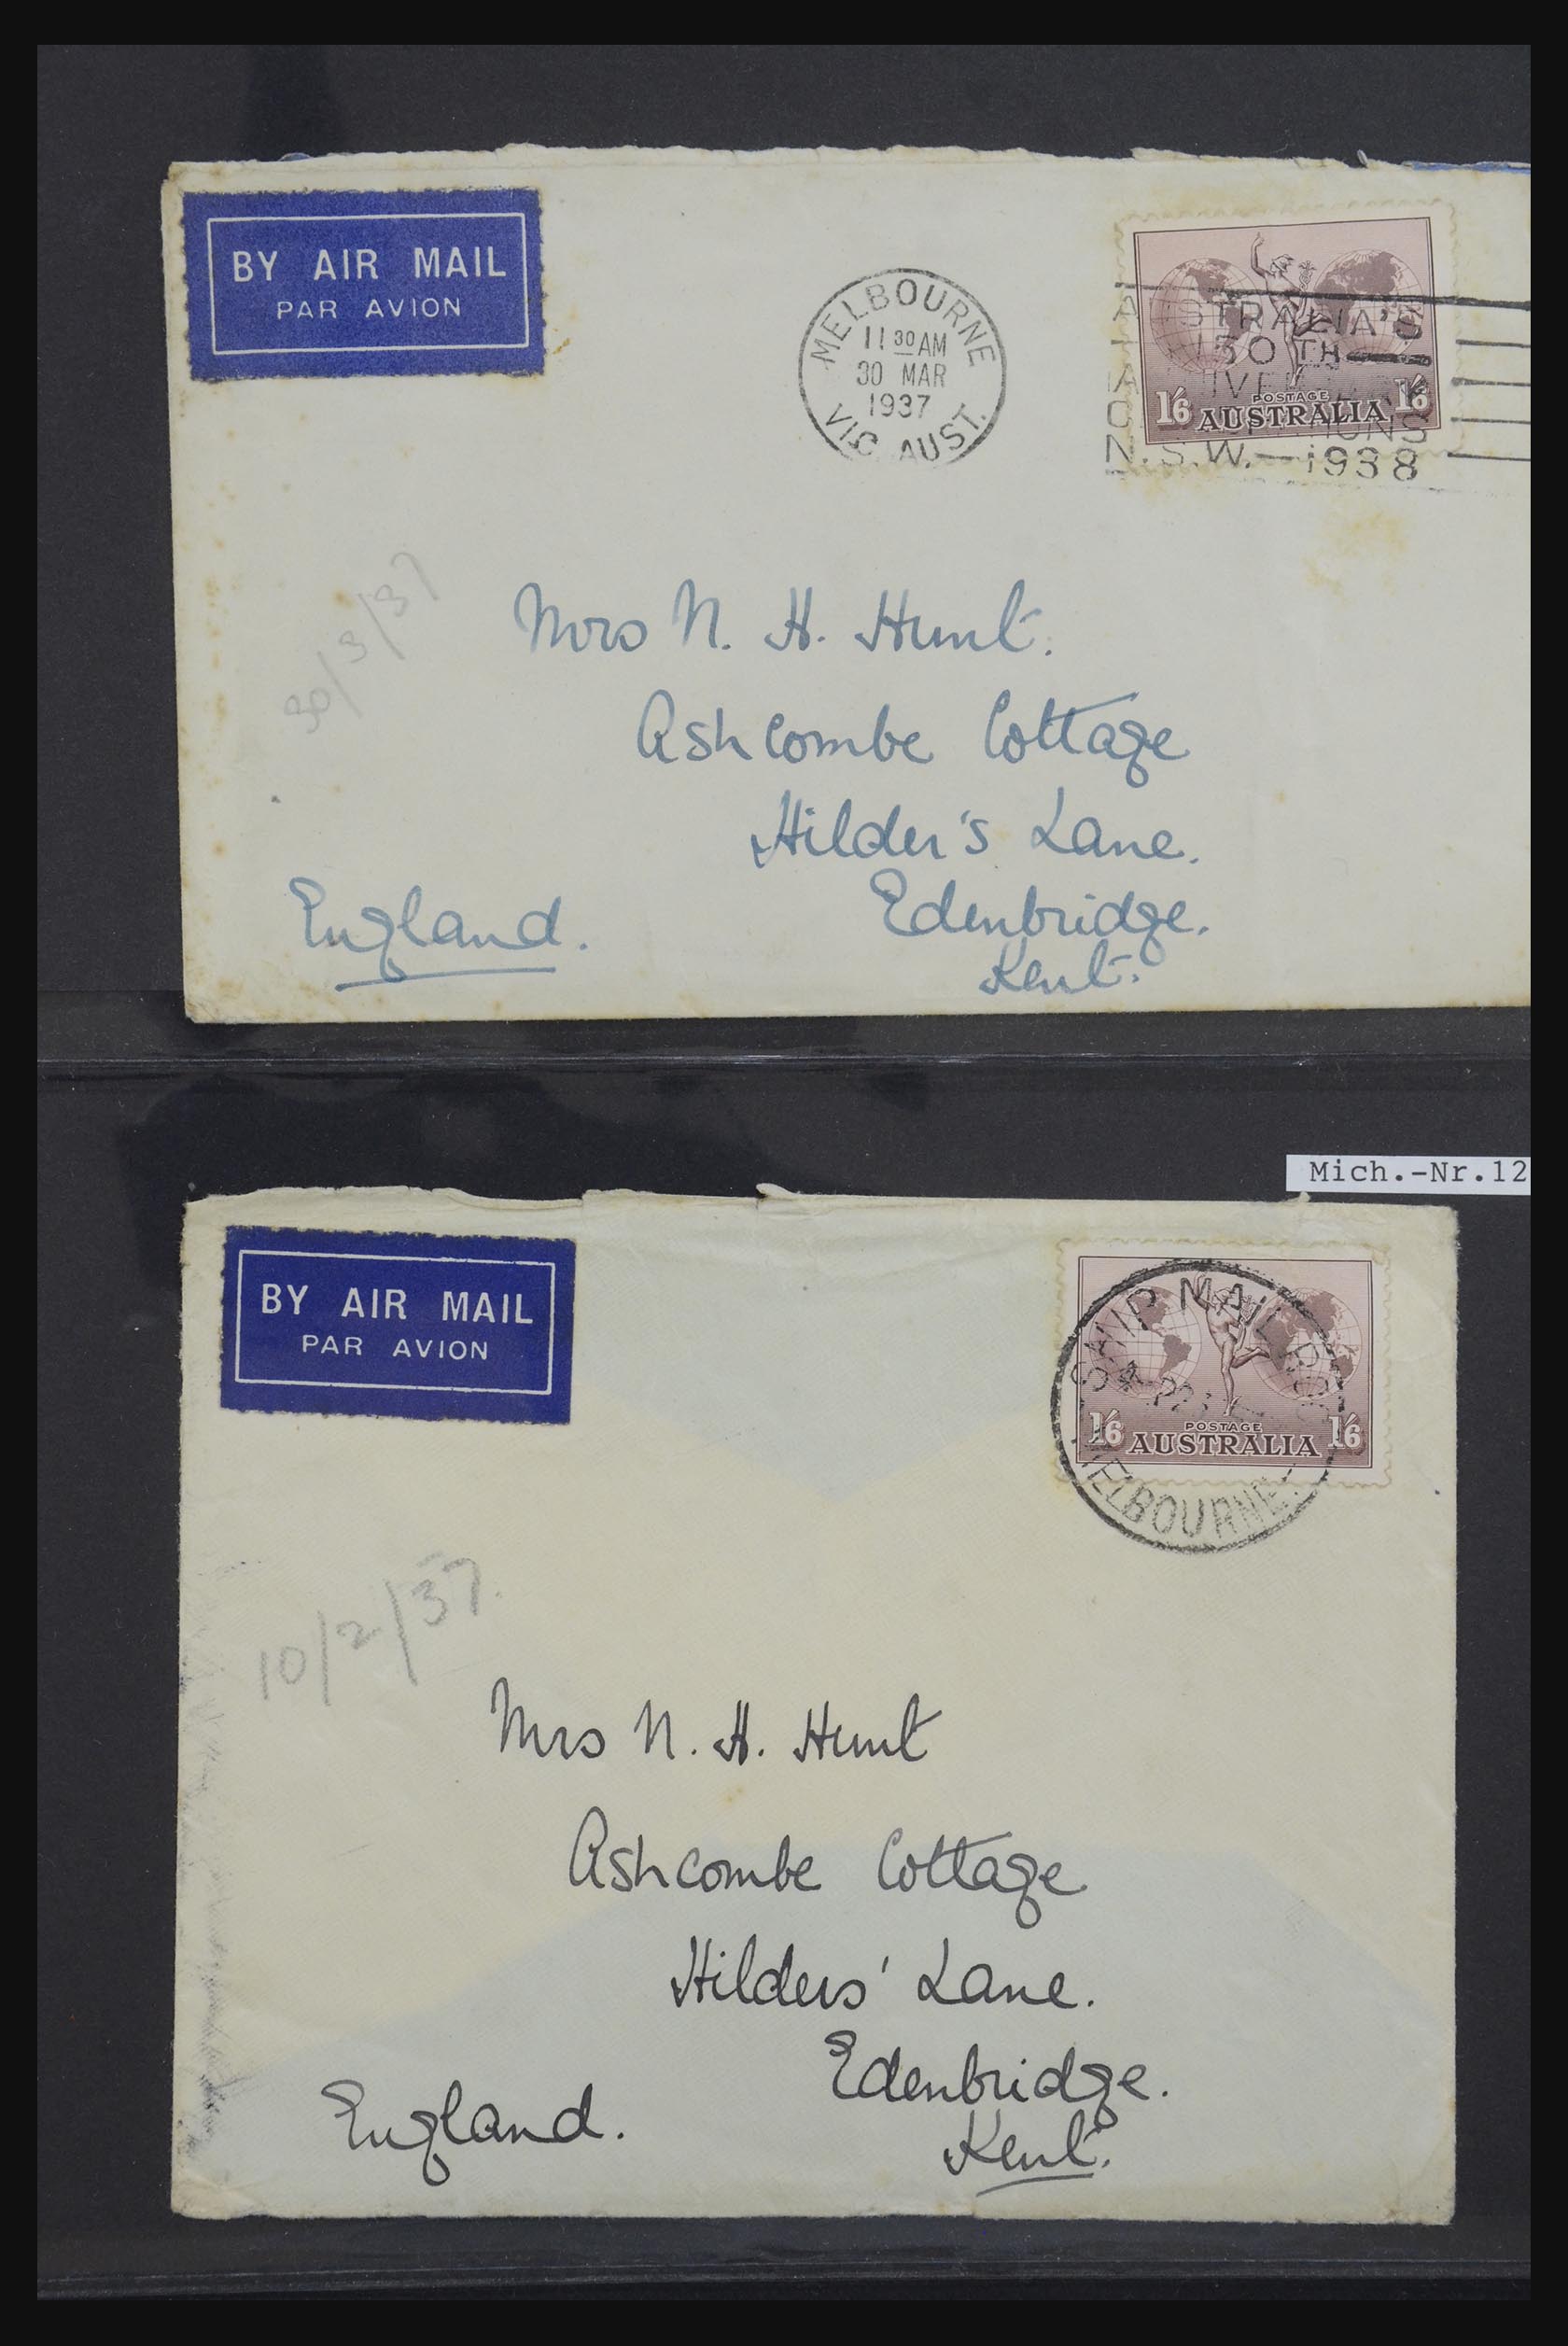 BY AIR MAIL
PAR AVION
MELBOURNE
11 30 AM
30 MAR
1937
VIC. AUST.
AUSTRALIA'S
150TH
N.S.W.—1938
1/6 POSTAGE 1/6
AUSTRALIA
30/3/37
Mrs N. H. Hunt.
Ashcombe Cottage
Hilder's Lane.
Edenbridge.
Kent.
England.
Mich.-Nr.12
BY AIR MAIL
PAR AVION
MAIL
MELBOURNE
1/6 POSTAGE 1/6
AUSTRALIA
10/2/37.
Mrs N. H. Hunt
Ashcombe Cottage
Hilders' Lane.
Edenbridge.
Kent.
England.